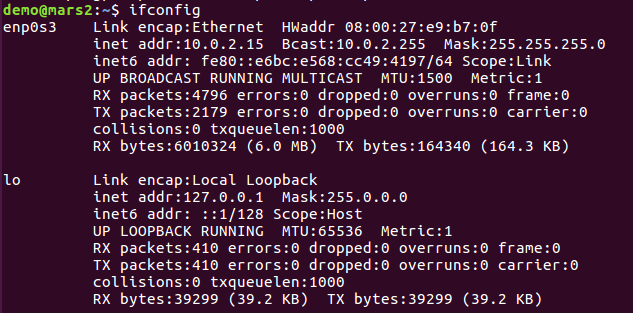 demo@mars2:~$ ifconfig
enp0s3    Link encap:Ethernet  HWaddr 08:00:27:e9:b7:0f
          inet addr:10.0.2.15  Bcast:10.0.2.255  Mask:255.255.255.0
          inet6 addr: fe80::e6bc:e568:cc49:4197/64 Scope:Link
          UP BROADCAST RUNNING MULTICAST  MTU:1500  Metric:1
          RX packets:4796 errors:0 dropped:0 overruns:0 frame:0
          TX packets:2179 errors:0 dropped:0 overruns:0 carrier:0
          collisions:0 txqueuelen:1000
          RX bytes:6010324 (6.0 MB)  TX bytes:164340 (164.3 KB)

lo        Link encap:Local Loopback
          inet addr:127.0.0.1  Mask:255.0.0.0
          inet6 addr: ::1/128 Scope:Host
          UP LOOPBACK RUNNING  MTU:65536  Metric:1
          RX packets:410 errors:0 dropped:0 overruns:0 frame:0
          TX packets:410 errors:0 dropped:0 overruns:0 carrier:0
          collisions:0 txqueuelen:1000
          RX bytes:39299 (39.2 KB)  TX bytes:39299 (39.2 KB)